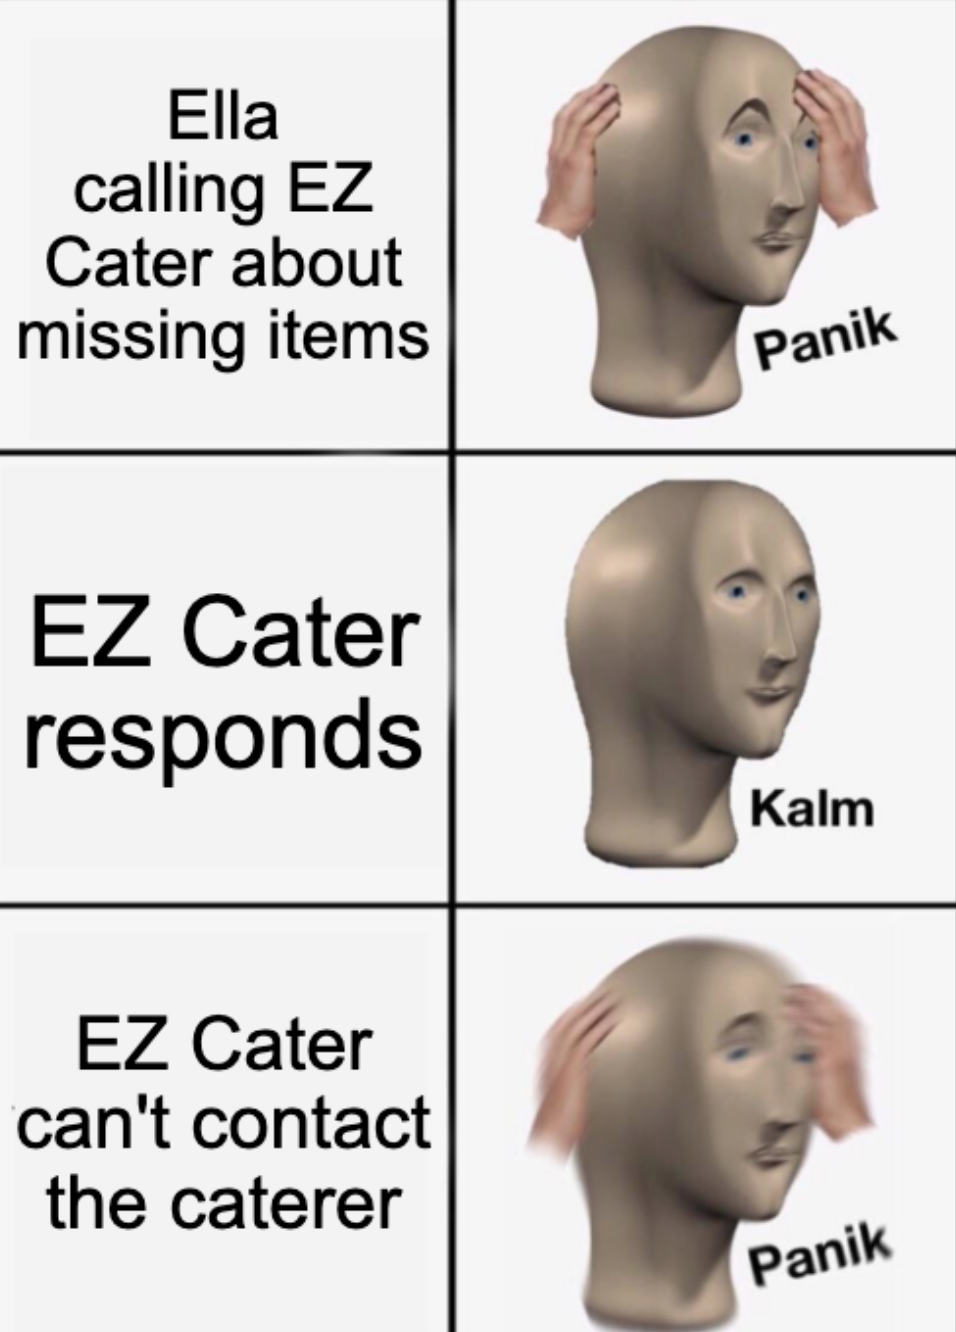 Ella
calling EZ
Cater about
missing items
Panik
EZ Cater
responds
Kalm
EZ Cater
can't contact
the caterer
Panik